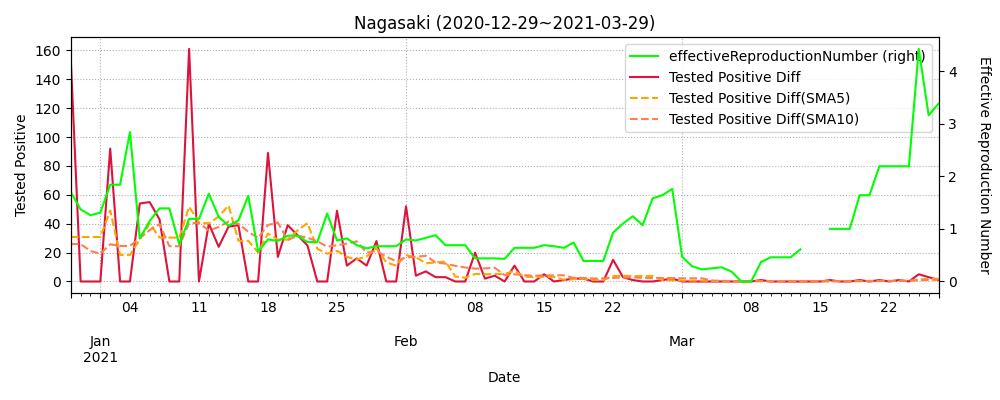 Nagasaki (2020-12-29~2021-03-29)
effectiveReproductionNumber (right)
Tested Positive Diff
Tested Positive Diff(SMA5)
Tested Positive Diff(SMA10)
Tested Positive
160
140
120
100
80
60
40
20
0
Effective Reproduction Number
4
3
2
1
0
04 11 18 25 08 15 22 08 15 22
Jan Feb Mar
2021
Date